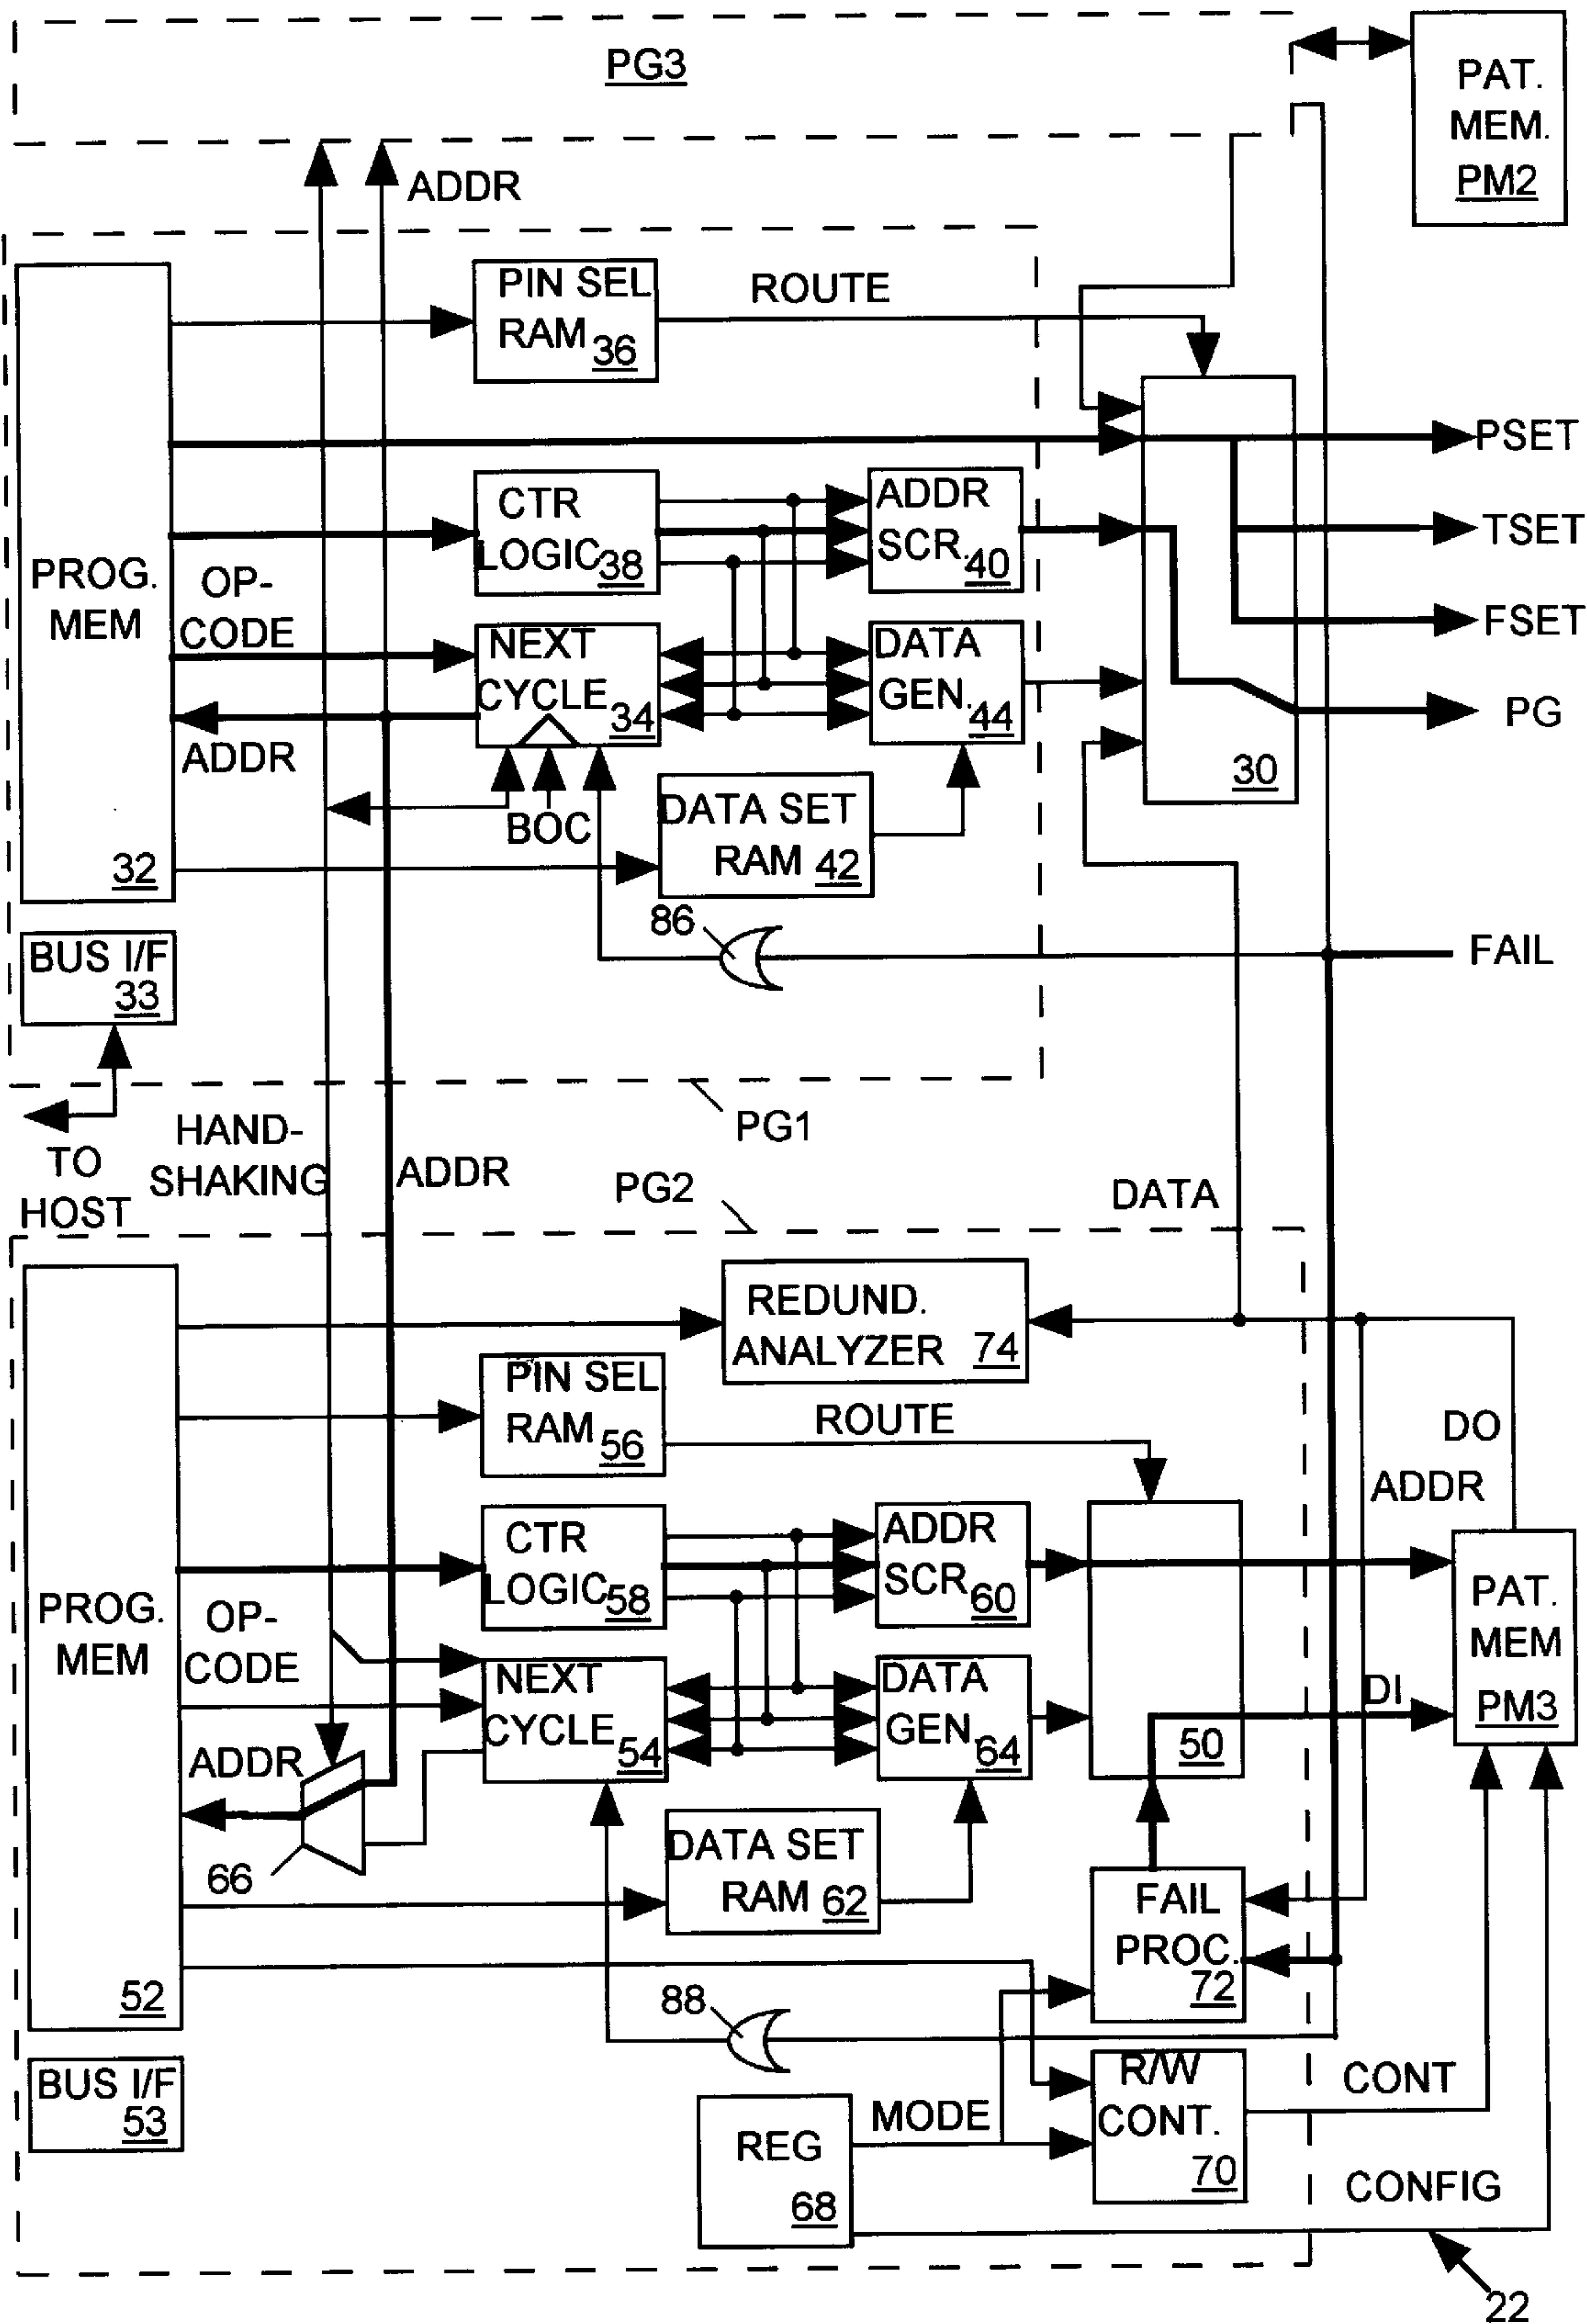 PG3
PAT.
MEM.
PM2
ADDR
PIN SEL
RAM 36
ROUTE
PSET
CTR
LOGIC 38
ADDR
SCR. 40
TSET
PROG.
MEM
32
OP-
CODE
FSET
NEXT
CYCLE 34
DATA
GEN. 44
PG
ADDR
30
BOC
DATA SET
RAM 42
86
FAIL
BUS I/F
33
TO
HOST
HAND-
SHAKING
ADDR
PG1
PG2
DATA
REDUND.
ANALYZER 74
PIN SEL
RAM 56
ROUTE
DO
ADDR
CTR
LOGIC 58
ADDR
SCR. 60
PROG.
MEM
52
OP-
CODE
PAT.
MEM
PM3
NEXT
CYCLE 54
DATA
GEN. 64
DI
50
ADDR
66
DATA SET
RAM 62
FAIL
PROC.
72
88
BUS I/F
53
R/W
CONT.
70
CONT
MODE
REG
68
CONFIG
22